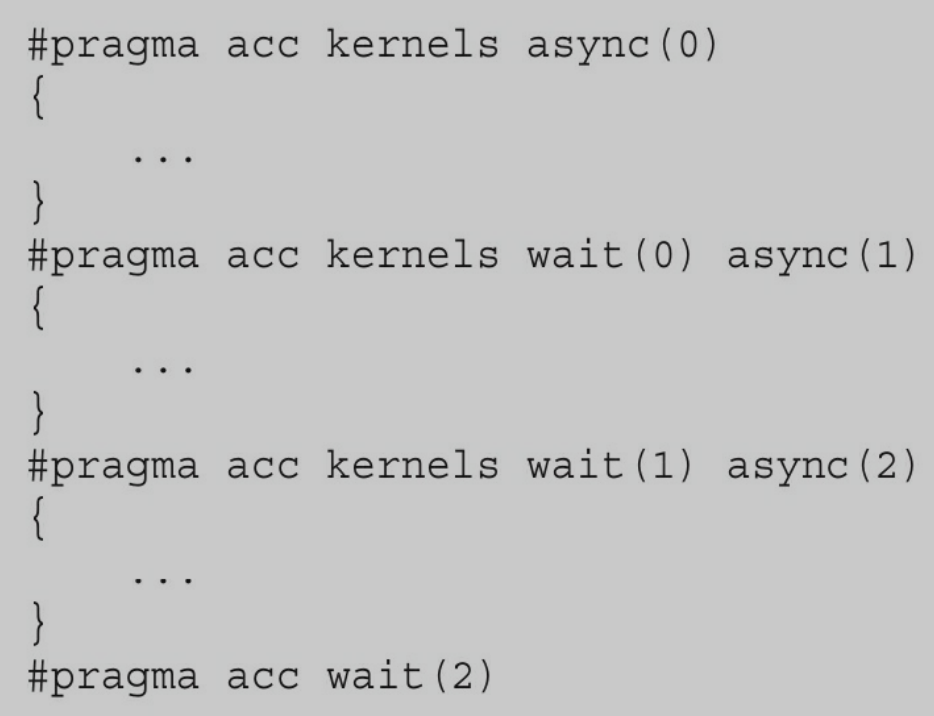 #pragma acc kernels async(0)
{
    ...
}
#pragma acc kernels wait(0) async(1)
{
    ...
}
#pragma acc kernels wait(1) async(2)
{
    ...
}
#pragma acc wait(2)